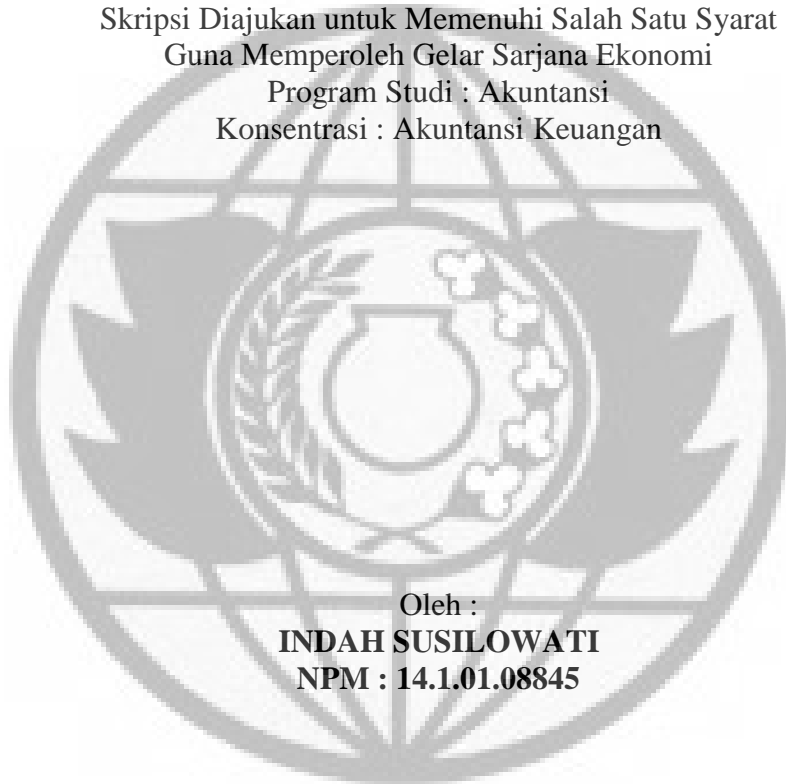 Skripsi Diajukan untuk Memenuhi Salah Satu Syarat
Guna Memperoleh Gelar Sarjana Ekonomi
Program Studi : Akuntansi
Konsentrasi : Akuntansi Keuangan
Oleh :
INDAH SUSILOWATI
NPM : 14.1.01.08845